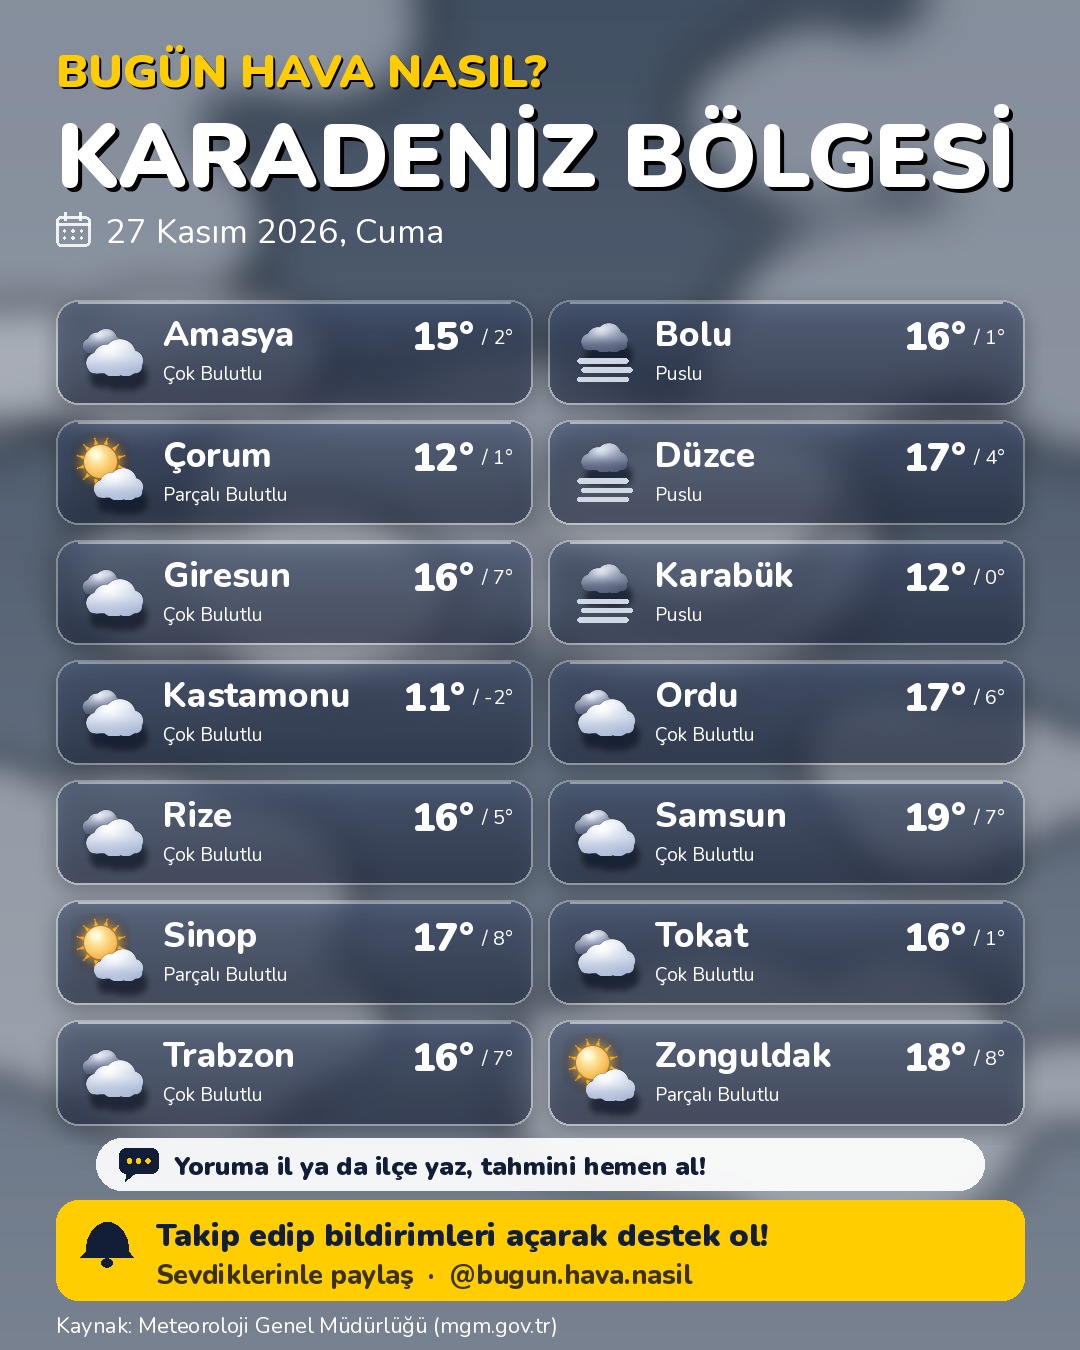 BUGÜN HAVA NASIL?
KARADENİZ BÖLGESİ
27 Kasım 2026, Cuma
Amasya 15° / 2°
Çok Bulutlu
Bolu 16° / 1°
Puslu
Çorum 12° / 1°
Parçalı Bulutlu
Düzce 17° / 4°
Puslu
Giresun 16° / 7°
Çok Bulutlu
Karabük 12° / 0°
Puslu
Kastamonu 11° / -2°
Çok Bulutlu
Ordu 17° / 6°
Çok Bulutlu
Rize 16° / 5°
Çok Bulutlu
Samsun 19° / 7°
Çok Bulutlu
Sinop 17° / 8°
Parçalı Bulutlu
Tokat 16° / 1°
Çok Bulutlu
Trabzon 16° / 7°
Çok Bulutlu
Zonguldak 18° / 8°
Parçalı Bulutlu
Yoruma il ya da ilçe yaz, tahmini hemen al!
Takip edip bildirimleri açarak destek ol!
Sevdiklerinle paylaş · @bugun.hava.nasil
Kaynak: Meteoroloji Genel Müdürlüğü (mgm.gov.tr)